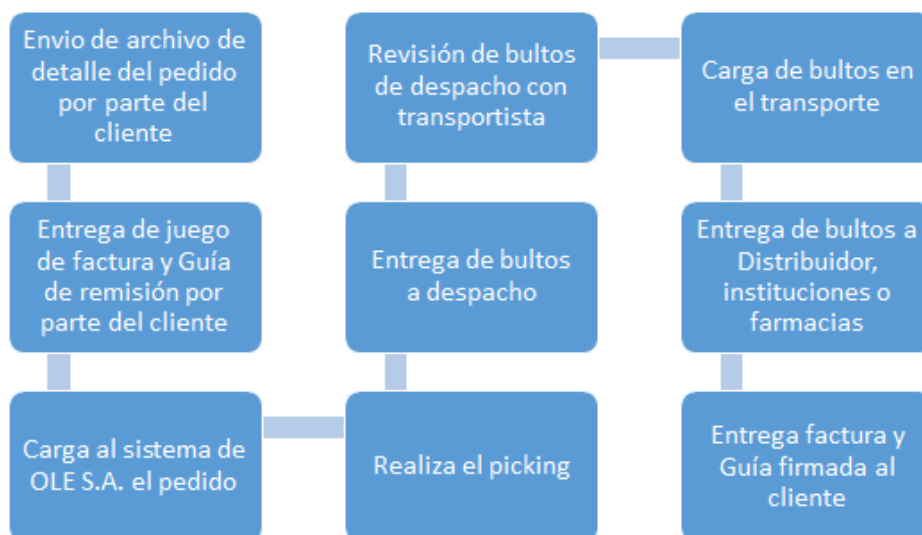 Envio de archivo de
detalle del pedido
por parte del
cliente
Entrega de juego
de factura y Guía
de remisión por
parte del cliente
Carga al sistema de
OLE S.A. el pedido
Realiza el picking
Entrega de bultos
a despacho
Revisión de bultos
de despacho con
transportista
Carga de bultos en
el transporte
Entrega de bultos a
Distribuidor,
instituciones o
farmacias
Entrega factura y
Guía firmada al
cliente